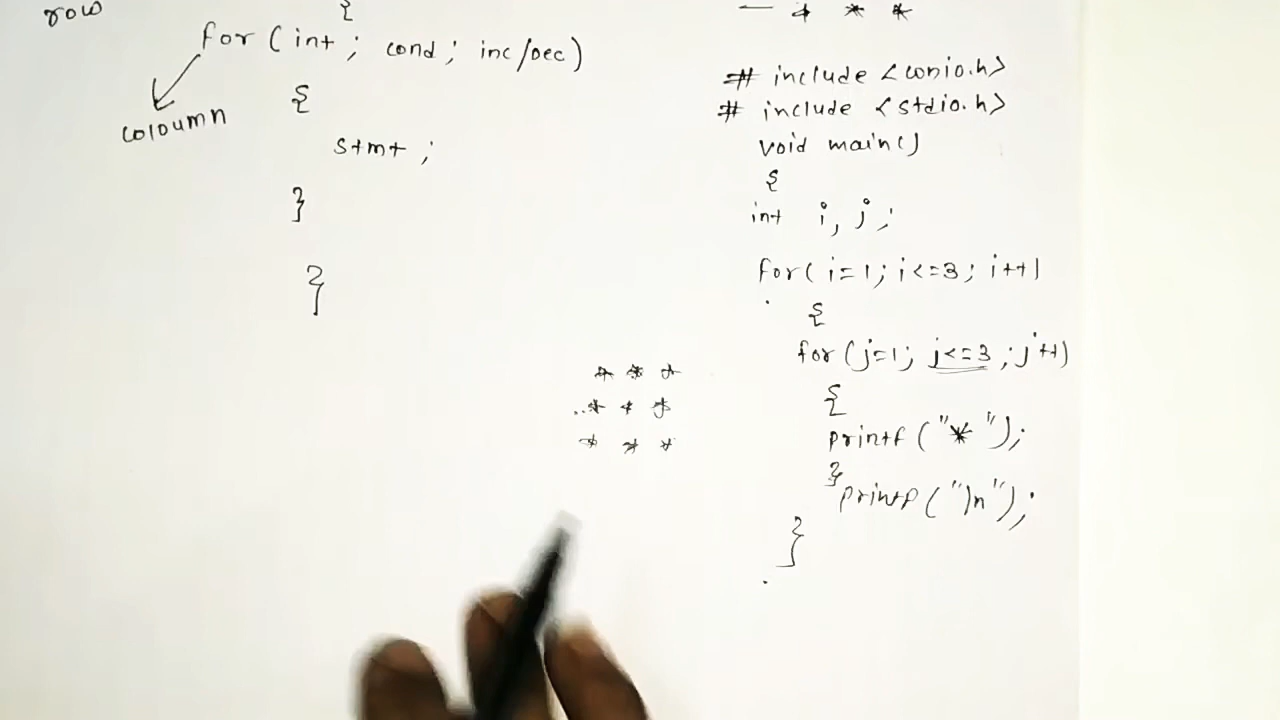 row
{
for ( int ; cond ; inc/Dec )
coloumn
{
stmt ;
}
}
* * *
* * *
* * *
— * * *
# include <conio.h>
# include <stdio.h>
void main()
{
int i, j ;
for( i=1; i<=3; i++)
{
for (j=1; j<=3 ; j++)
{
printf ("*");
}
printf ("\n");
}